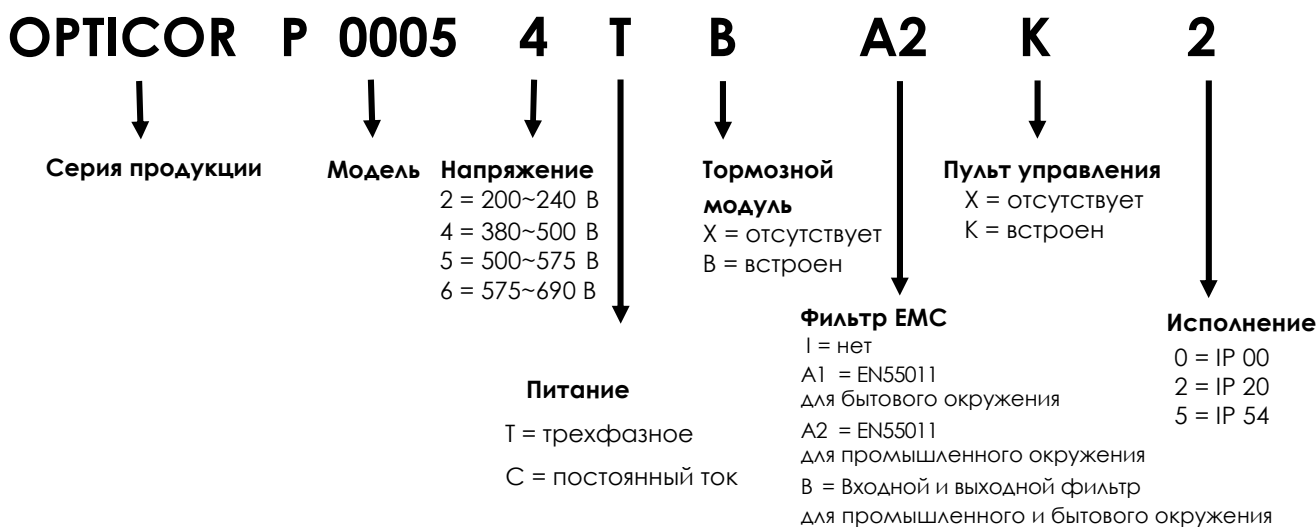 OPTICOR P 0005 4 T B A2 K 2
Серия продукции
Модель
Напряжение
2 = 200~240 В
4 = 380~500 В
5 = 500~575 В
6 = 575~690 В
Питание
Т = трехфазное
С = постоянный ток
Тормозной
модуль
Х = отсутствует
В = встроен
Фильтр ЕМС
I = нет
А1 = EN55011
для бытового окружения
А2 = EN55011
для промышленного окружения
В = Входной и выходной фильтр
для промышленного и бытового окружения
Пульт управления
Х = отсутствует
К = встроен
Исполнение
0 = IP 00
2 = IP 20
5 = IP 54